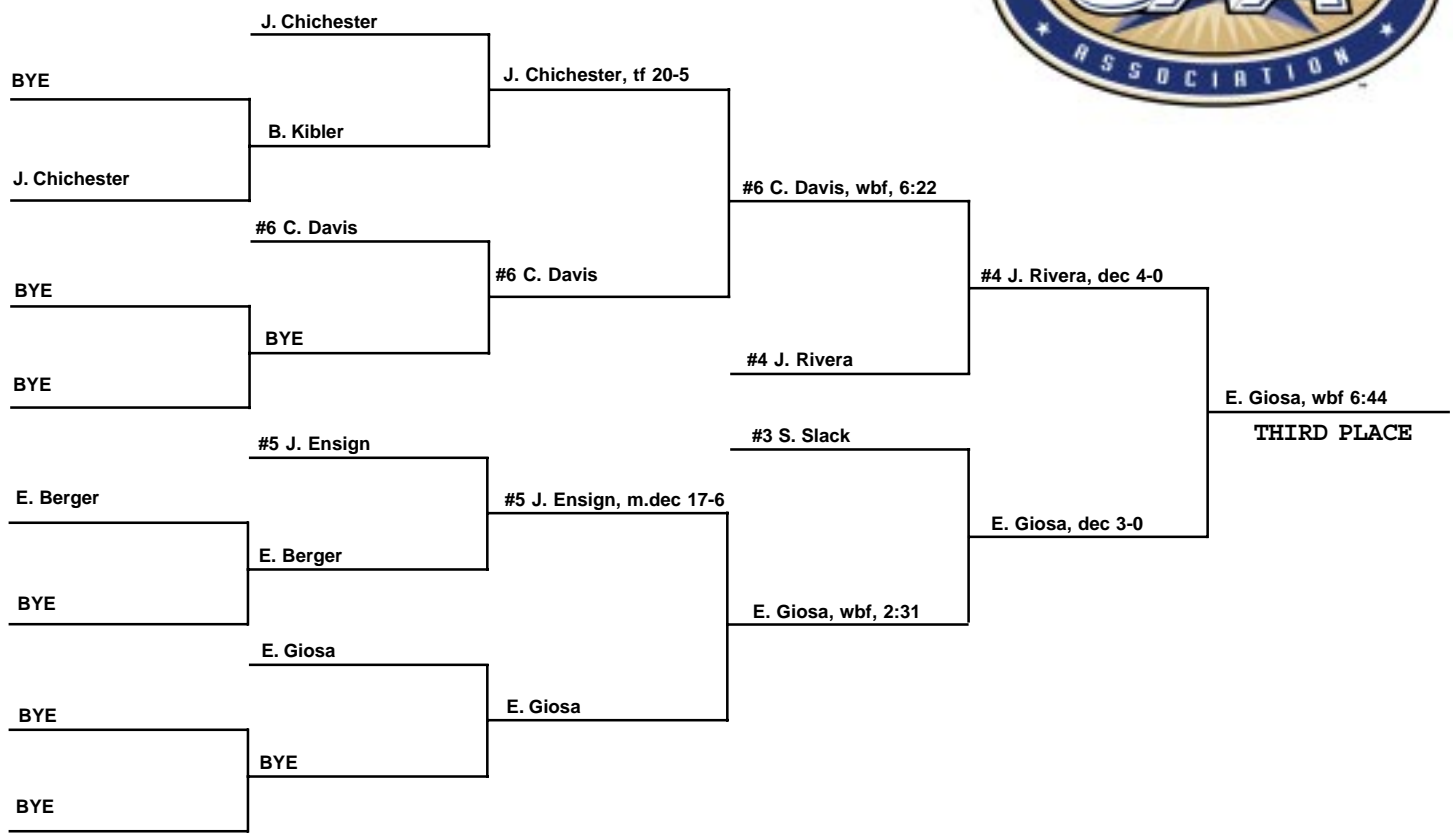 ASSOCIATION
J. Chichester
BYE
J. Chichester, tf 20-5
B. Kibler
J. Chichester
#6 C. Davis, wbf, 6:22
#6 C. Davis
BYE
#6 C. Davis
#4 J. Rivera, dec 4-0
BYE
BYE
#4 J. Rivera
E. Giosa, wbf 6:44
THIRD PLACE
#5 J. Ensign
#3 S. Slack
E. Berger
#5 J. Ensign, m.dec 17-6
E. Berger
E. Giosa, dec 3-0
BYE
E. Giosa, wbf, 2:31
E. Giosa
BYE
E. Giosa
BYE
BYE